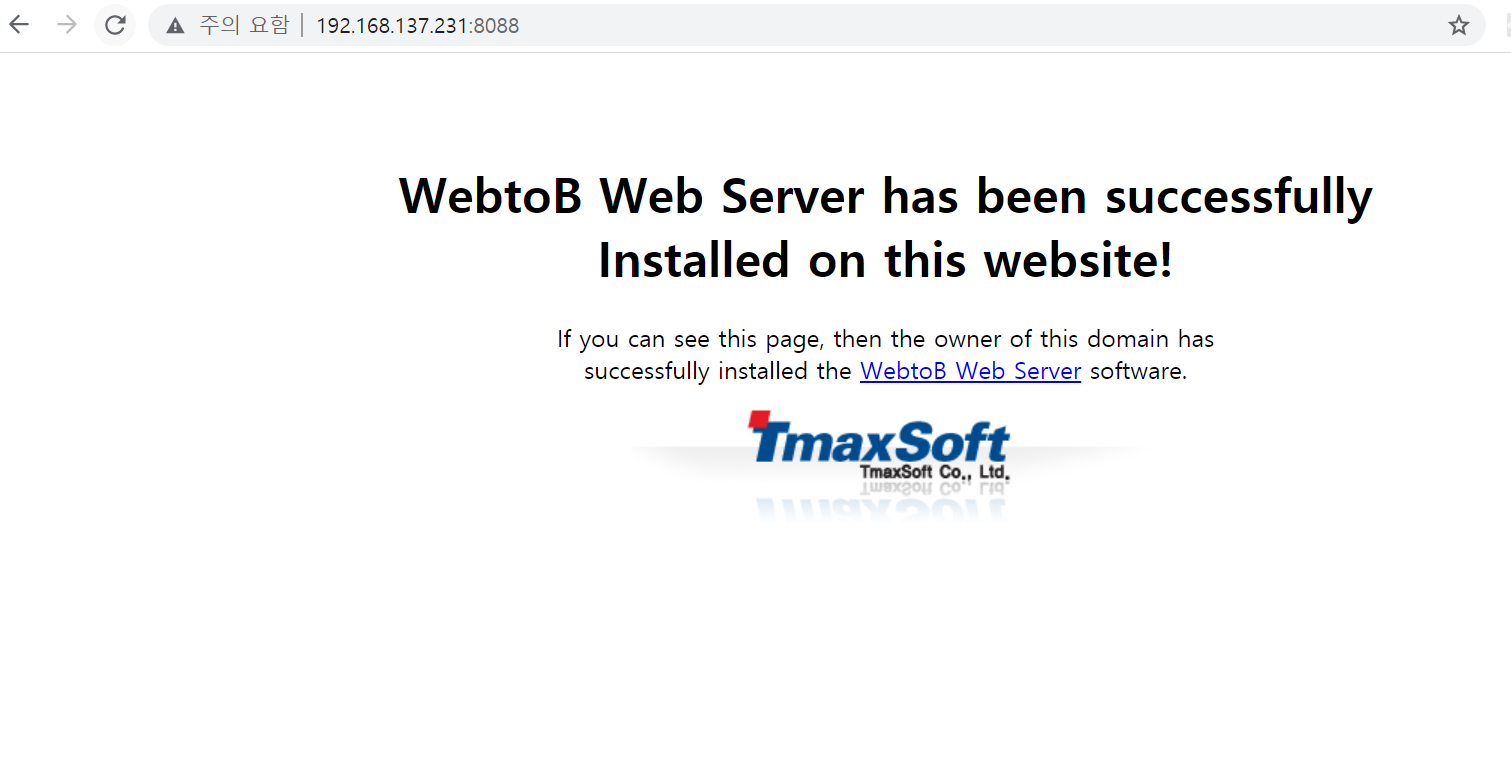 주의 요함 192.168.137.231:8088
WebtoB Web Server has been successfully
Installed on this website!
If you can see this page, then the owner of this domain has
successfully installed the WebtoB Web Server software.
TmaxSoft
TmaxSoft Co., Ltd.